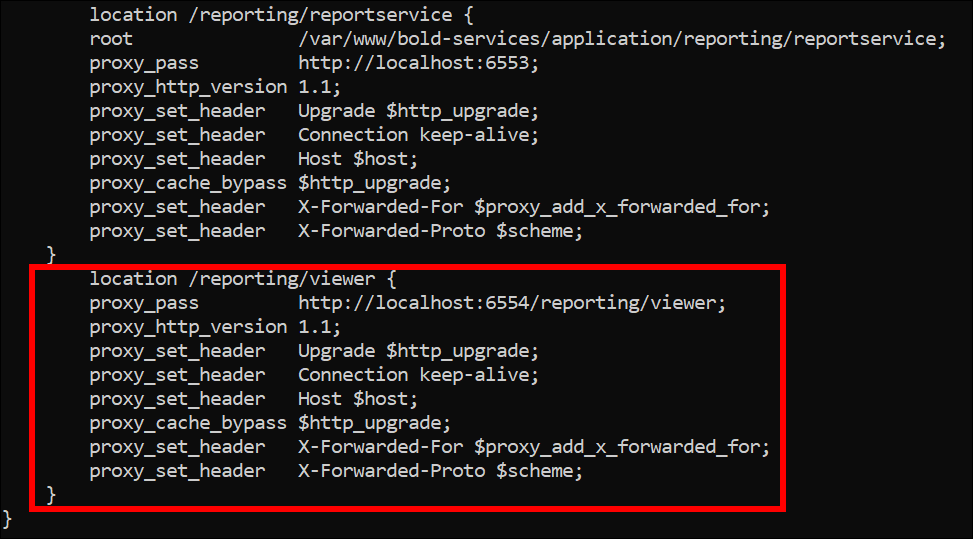 location /reporting/reportservice {
root /var/www/bold-services/application/reporting/reportservice;
proxy_pass http://localhost:6553;
proxy_http_version 1.1;
proxy_set_header Upgrade $http_upgrade;
proxy_set_header Connection keep-alive;
proxy_set_header Host $host;
proxy_cache_bypass $http_upgrade;
proxy_set_header X-Forwarded-For $proxy_add_x_forwarded_for;
proxy_set_header X-Forwarded-Proto $scheme;
}
location /reporting/viewer {
proxy_pass http://localhost:6554/reporting/viewer;
proxy_http_version 1.1;
proxy_set_header Upgrade $http_upgrade;
proxy_set_header Connection keep-alive;
proxy_set_header Host $host;
proxy_cache_bypass $http_upgrade;
proxy_set_header X-Forwarded-For $proxy_add_x_forwarded_for;
proxy_set_header X-Forwarded-Proto $scheme;
}
}